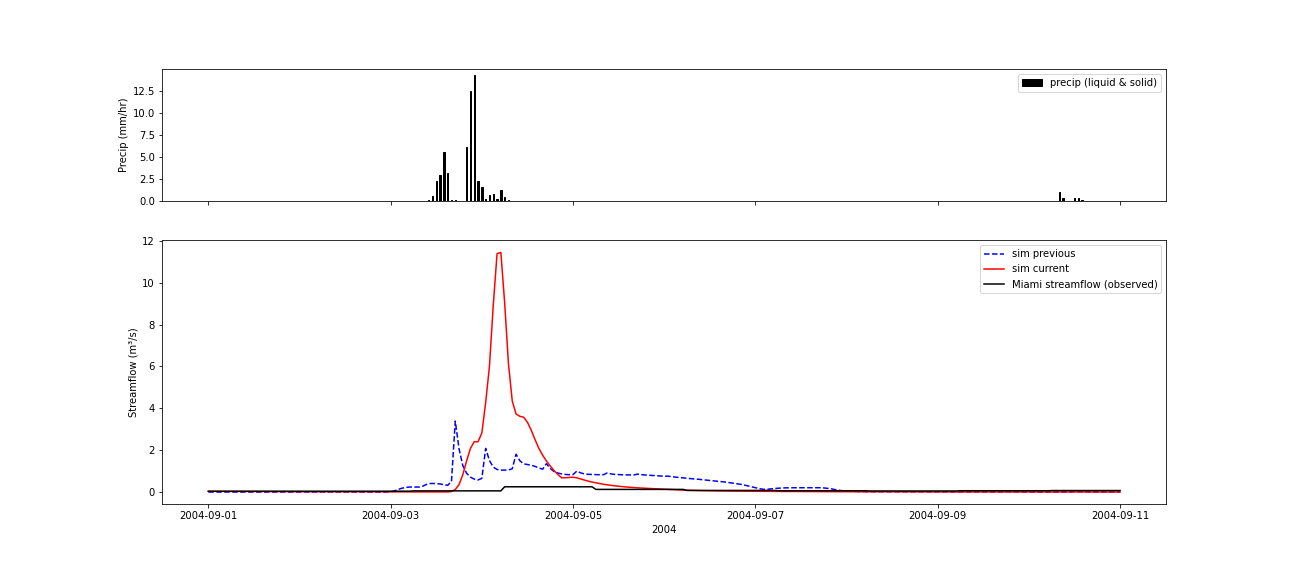 precip (liquid & solid)
12.5
10.0
7.5
5.0
2.5
0.0
Precip (mm/hr)
12
10
8
6
4
2
0
Streamflow (m³/s)
sim previous
sim current
Miami streamflow (observed)
2004-09-01 2004-09-03 2004-09-05 2004-09-07 2004-09-09 2004-09-11
2004